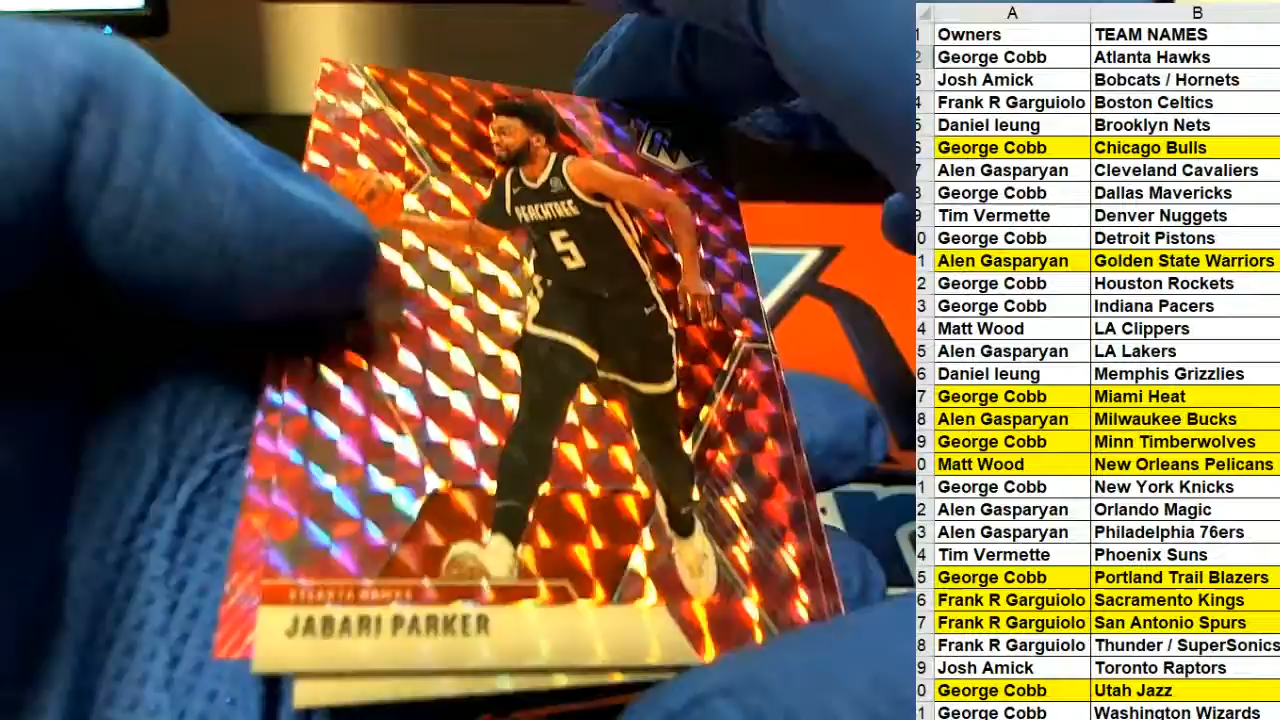 PEACHTREE
5
ATLANTA HAWKS
JABARI PARKER
A B
Owners TEAM NAMES
George Cobb Atlanta Hawks
Josh Amick Bobcats / Hornets
Frank R Garguiolo Boston Celtics
Daniel leung Brooklyn Nets
George Cobb Chicago Bulls
Alen Gasparyan Cleveland Cavaliers
George Cobb Dallas Mavericks
Tim Vermette Denver Nuggets
George Cobb Detroit Pistons
Alen Gasparyan Golden State Warriors
George Cobb Houston Rockets
George Cobb Indiana Pacers
Matt Wood LA Clippers
Alen Gasparyan LA Lakers
Daniel leung Memphis Grizzlies
George Cobb Miami Heat
Alen Gasparyan Milwaukee Bucks
George Cobb Minn Timberwolves
Matt Wood New Orleans Pelicans
George Cobb New York Knicks
Alen Gasparyan Orlando Magic
Alen Gasparyan Philadelphia 76ers
Tim Vermette Phoenix Suns
George Cobb Portland Trail Blazers
Frank R Garguiolo Sacramento Kings
Frank R Garguiolo San Antonio Spurs
Frank R Garguiolo Thunder / SuperSonics
Josh Amick Toronto Raptors
George Cobb Utah Jazz
George Cobb Washington Wizards